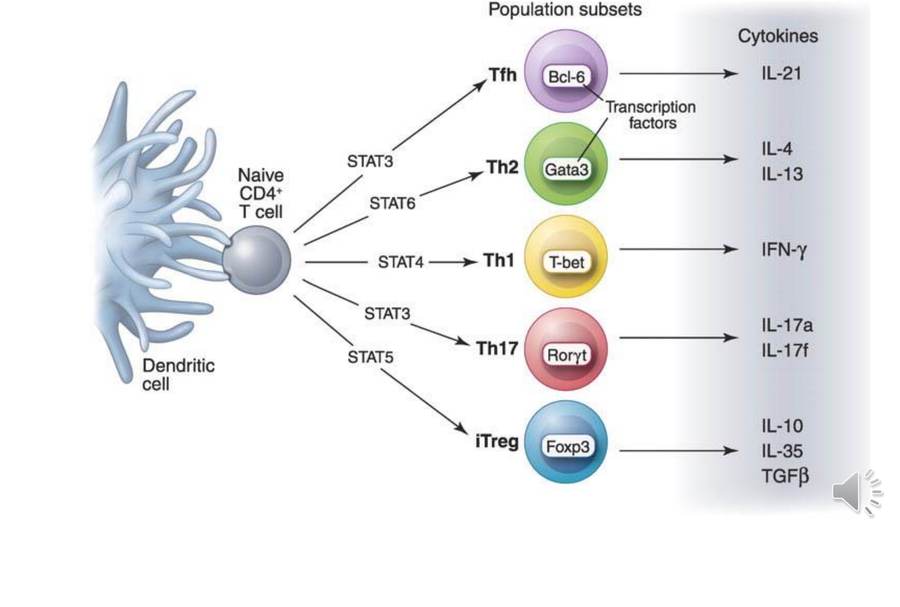 Population subsets
Cytokines
Tfh
Bcl-6
IL-21
Transcription
factors
STAT3
Naive
CD4⁺
T cell
STAT6
Th2
Gata3
IL-4
IL-13
STAT4
Th1
T-bet
IFN-γ
STAT3
Th17
Rorγt
IL-17a
IL-17f
STAT5
Dendritic
cell
iTreg
Foxp3
IL-10
IL-35
TGFβ